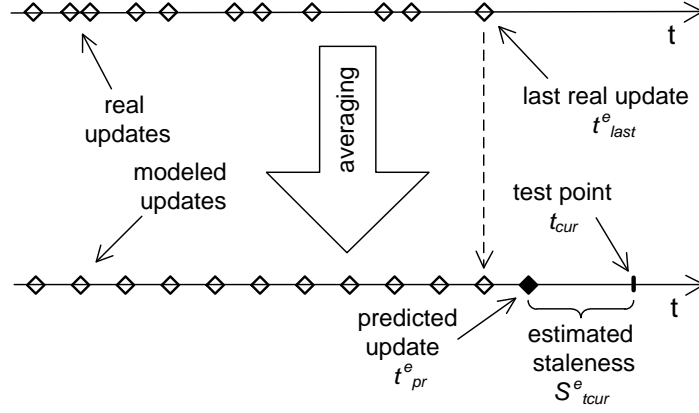 t
real
updates
averaging
last real update
t^e_last
modeled
updates
test point
t_cur
t
predicted
update
t^e_pr
estimated
staleness
S^e_tcur